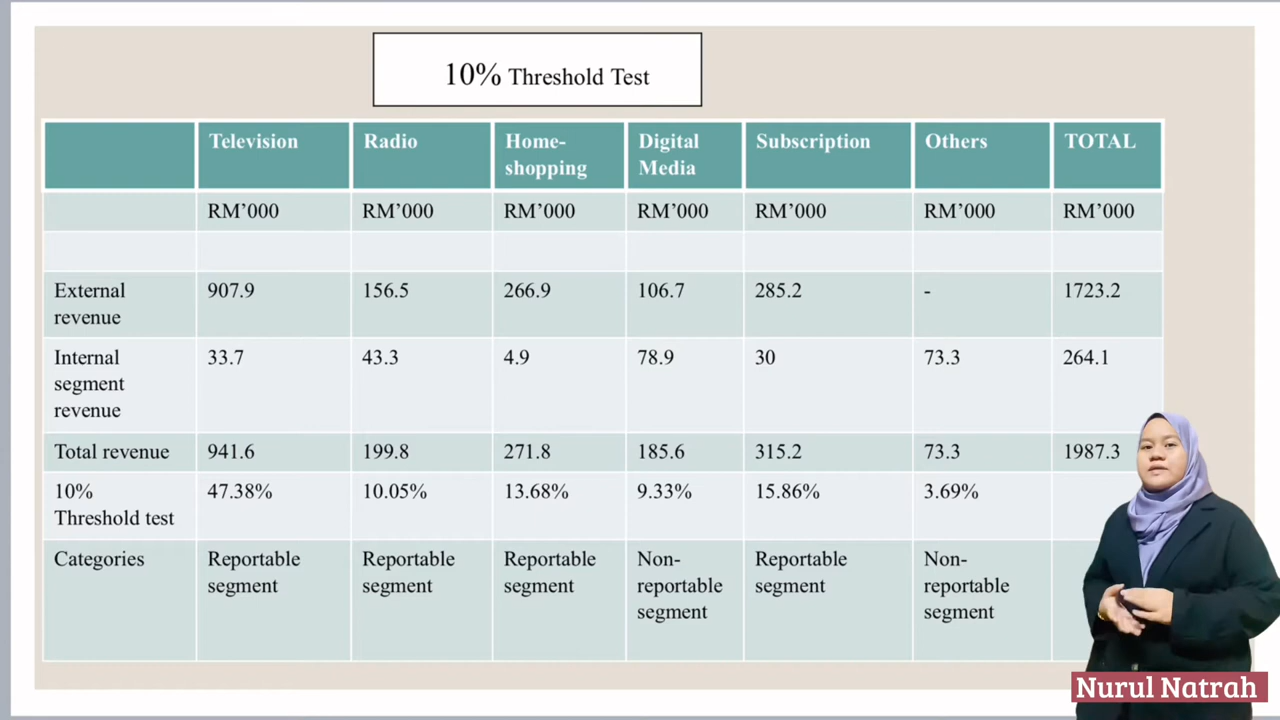 10% Threshold Test
Television Radio Home- Digital Subscription Others TOTAL
shopping Media
RM’000 RM’000 RM’000 RM’000 RM’000 RM’000 RM’000
External 907.9 156.5 266.9 106.7 285.2 - 1723.2
revenue
Internal 33.7 43.3 4.9 78.9 30 73.3 264.1
segment
revenue
Total revenue 941.6 199.8 271.8 185.6 315.2 73.3 1987.3
10% 47.38% 10.05% 13.68% 9.33% 15.86% 3.69%
Threshold test
Categories Reportable Reportable Reportable Non- Reportable Non-
segment segment segment reportable segment reportable
segment segment
Nurul Natrah